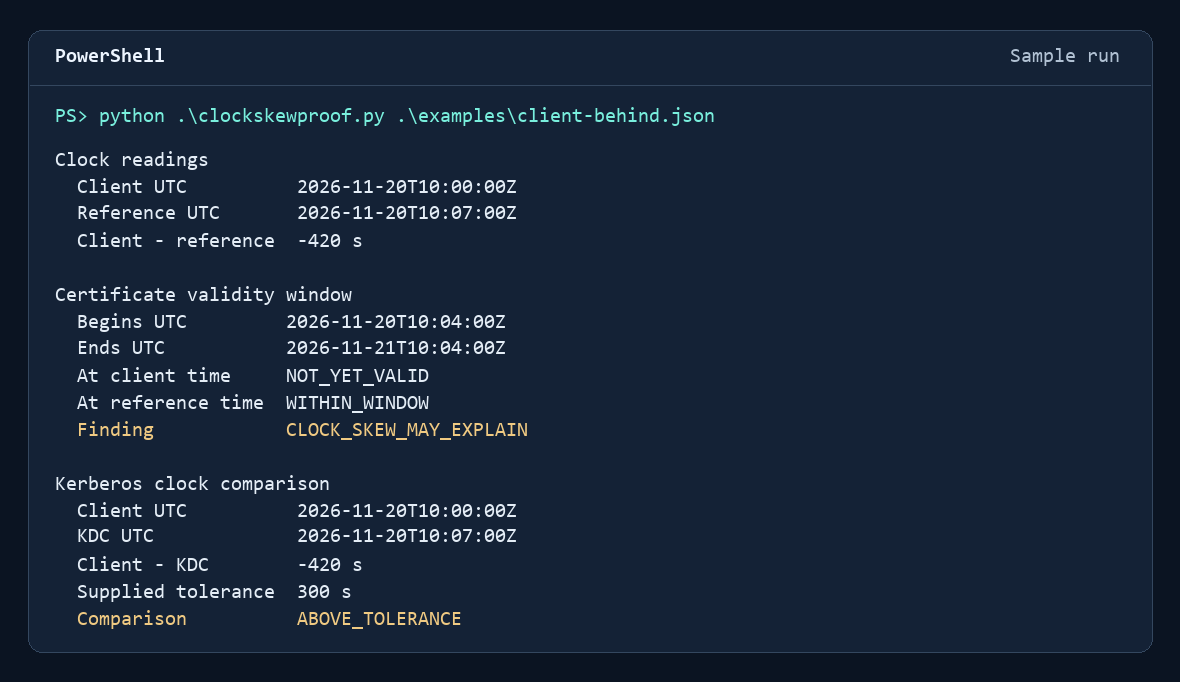 PowerShell
Sample run
PS> python .\clockskewproof.py .\examples\client-behind.json
Clock readings
Client UTC 2026-11-20T10:00:00Z
Reference UTC 2026-11-20T10:07:00Z
Client - reference -420 s
Certificate validity window
Begins UTC 2026-11-20T10:04:00Z
Ends UTC 2026-11-21T10:04:00Z
At client time NOT_YET_VALID
At reference time WITHIN_WINDOW
Finding CLOCK_SKEW_MAY_EXPLAIN
Kerberos clock comparison
Client UTC 2026-11-20T10:00:00Z
KDC UTC 2026-11-20T10:07:00Z
Client - KDC -420 s
Supplied tolerance 300 s
Comparison ABOVE_TOLERANCE